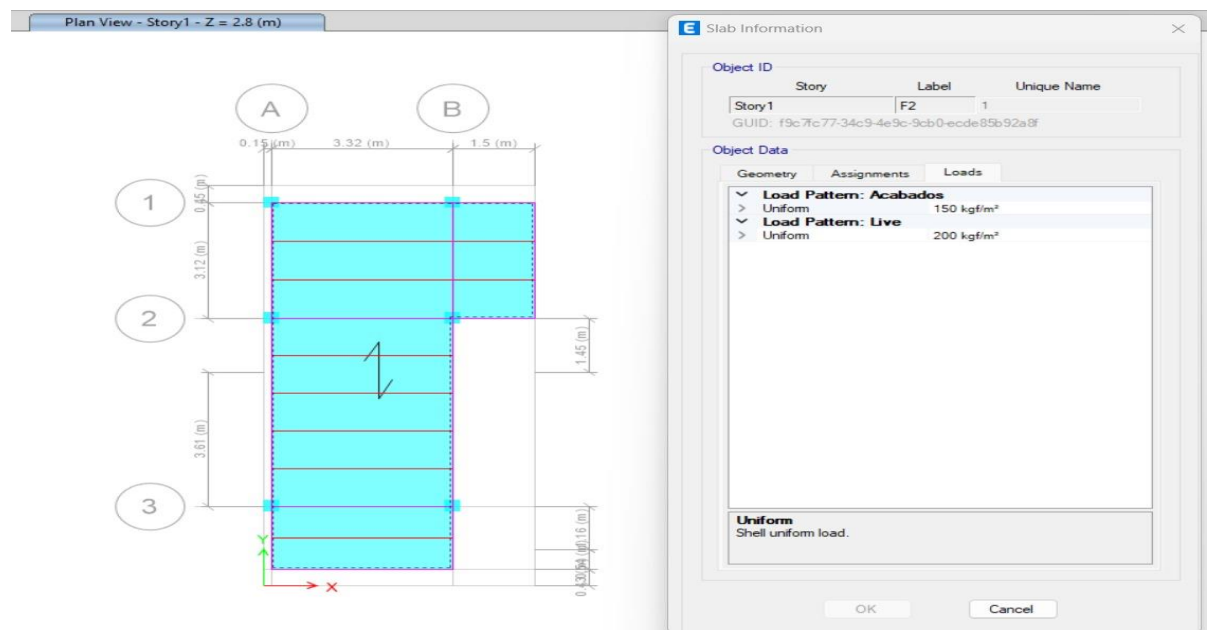 Plan View - Story1 - Z = 2.8 (m)
A
B
0.15 (m)
3.32 (m)
1.5 (m)
1
0.45 (m)
3.12 (m)
2
1.45 (m)
3.61 (m)
3
Y
X
E Slab Information
Object ID
Story Label Unique Name
Story1 F2 1
GUID: f9c7fc77-34c9-4e9c-9cb0-ecde85b92a8f
Object Data
Geometry Assignments Loads
Load Pattern: Acabados
Uniform 150 kgf/m²
Load Pattern: Live
Uniform 200 kgf/m²
Uniform
Shell uniform load.
OK Cancel